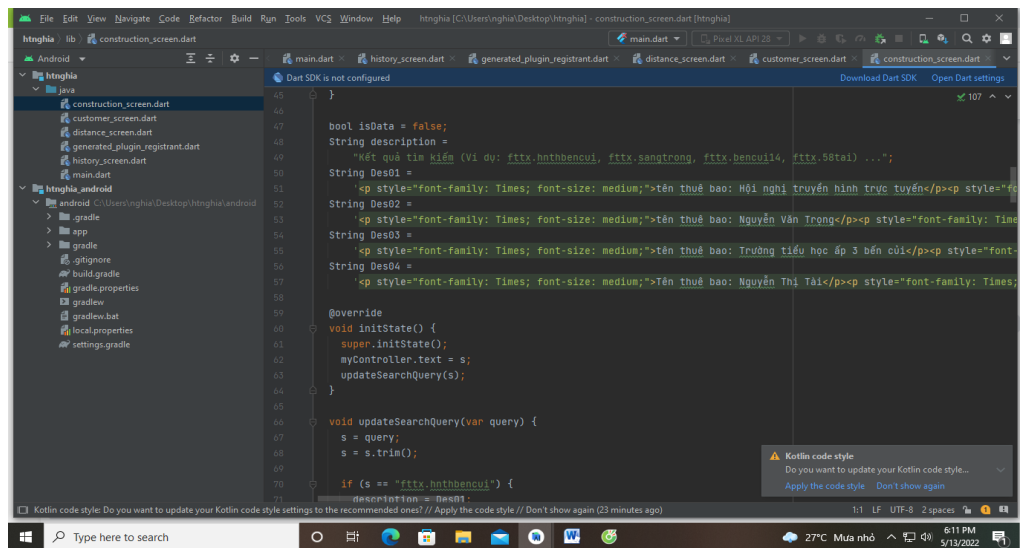 File Edit View Navigate Code Refactor Build Run Tools VCS Window Help htnghia [C:\Users\nghia\Desktop\htnghia] - construction_screen.dart [htnghia]
htnghia lib construction_screen.dart main.dart Pixel XL API 28
Android main.dart history_screen.dart generated_plugin_registrant.dart distance_screen.dart customer_screen.dart construction_screen.dart
Dart SDK is not configured Download Dart SDK Open Dart settings
htnghia
java
construction_screen.dart
customer_screen.dart
distance_screen.dart
generated_plugin_registrant.dart
history_screen.dart
main.dart
htnghia_android
android C:\Users\nghia\Desktop\htnghia\android
.gradle
app
gradle
.gitignore
build.gradle
gradle.properties
gradlew
gradlew.bat
local.properties
settings.gradle
107
45 }
46
47 bool isData = false;
48 String description =
49 "Kết quả tìm kiếm (Ví dụ: fttx.hnthbencui, fttx.sangtrong, fttx.bencui14, fttx.58tai) ...";
50 String Des01 =
51 '<p style="font-family: Times; font-size: medium;">tên thuê bao: Hội nghị truyền hình trực tuyến</p><p style="fo
52 String Des02 =
53 '<p style="font-family: Times; font-size: medium;">tên thuê bao: Nguyễn Văn Trọng</p><p style="font-family: Time
54 String Des03 =
55 '<p style="font-family: Times; font-size: medium;">tên thuê bao: Trường tiểu học ấp 3 bến củi</p><p style="font-
56 String Des04 =
57 '<p style="font-family: Times; font-size: medium;">Tên thuê bao: Nguyễn Thị Tài</p><p style="font-family: Times;
58
59 @override
60 void initState() {
61 super.initState();
62 myController.text = s;
63 updateSearchQuery(s);
64 }
65
66 void updateSearchQuery(var query) {
67 s = query;
68 s = s.trim();
69
70 if (s == "fttx.hnthbencui") {
71 description = Des01;
Kotlin code style
Do you want to update your Kotlin code style...
Apply the code style Don't show again
Kotlin code style: Do you want to update your Kotlin code style settings to the recommended ones? // Apply the code style // Don't show again (23 minutes ago) 1:1 LF UTF-8 2 spaces 1
Type here to search 27°C Mưa nhỏ 6:11 PM
5/13/2022